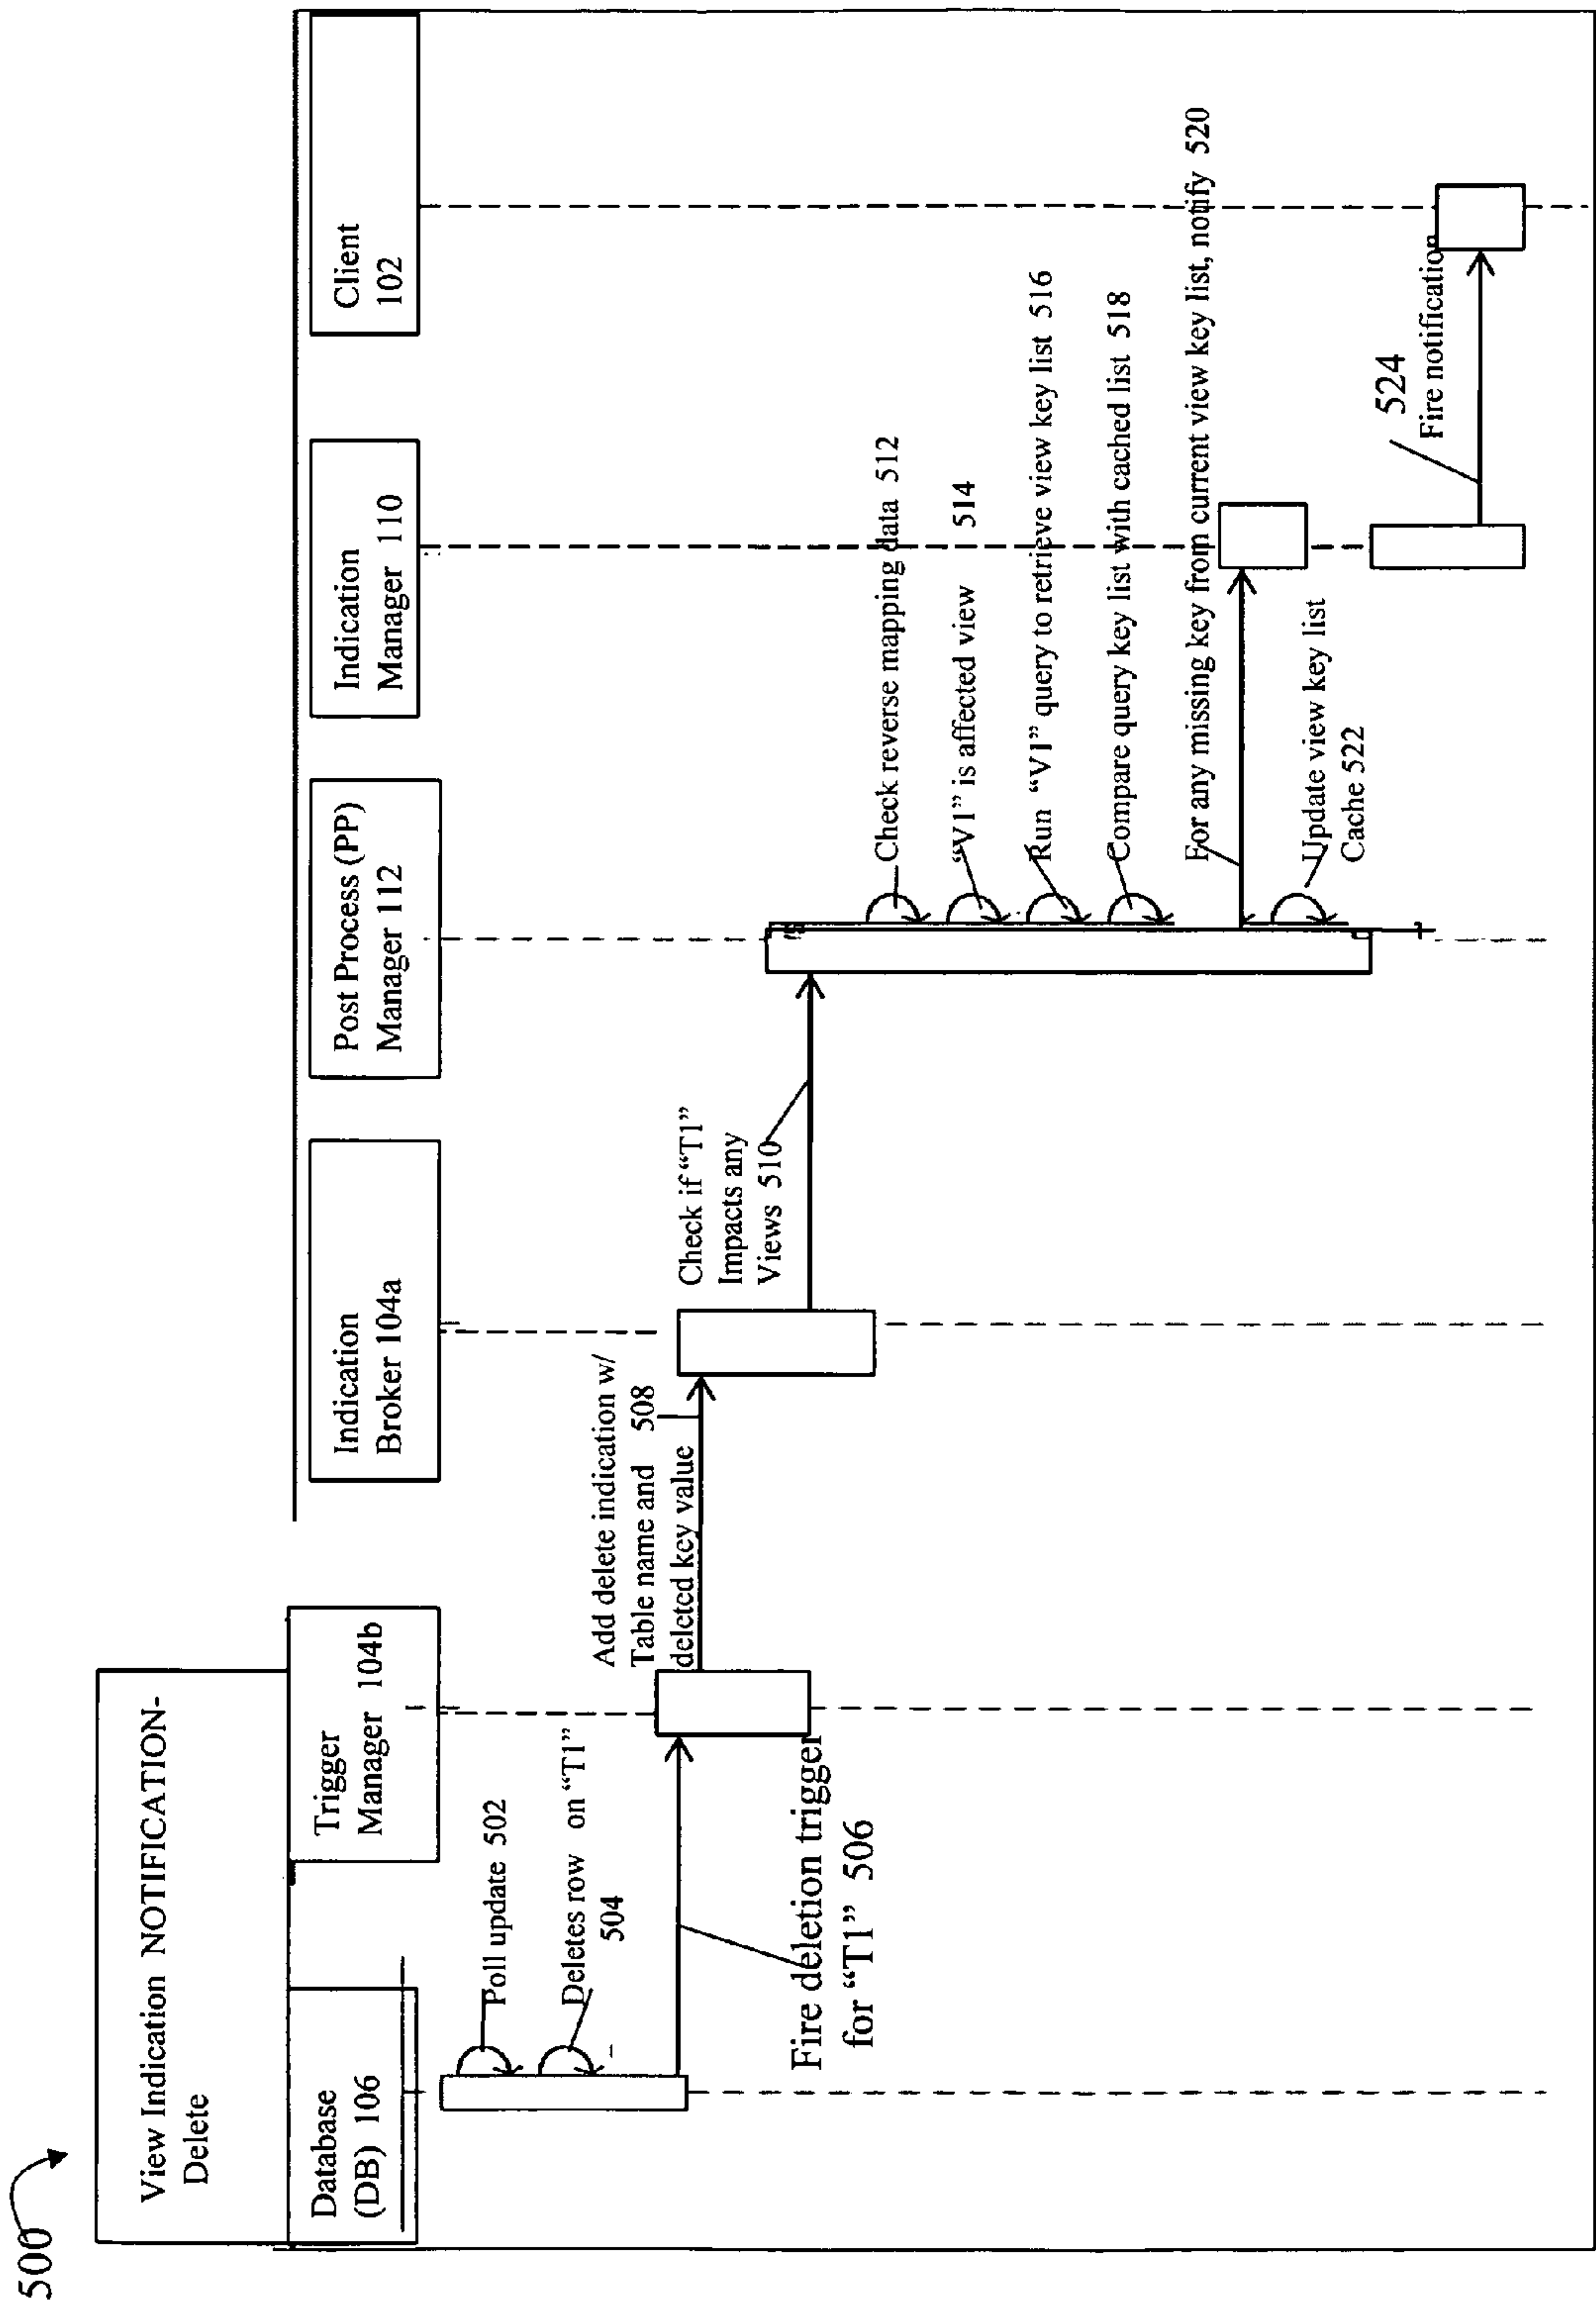 500
View Indication NOTIFICATION-
Delete
Database
(DB) 106
Trigger
Manager 104b
Indication
Broker 104a
Post Process (PP)
Manager 112
Indication
Manager 110
Client
102
Poll update 502
Deletes row on “T1”
504
Fire deletion trigger
for “T1” 506
Add delete indication w/
Table name and 508
deleted key value
Check if “T1”
Impacts any
Views 510
Check reverse mapping data 512
“V1” is affected view 514
Run “V1” query to retrieve view key list 516
Compare query key list with cached list 518
For any missing key from current view key list, notify 520
Update view key list
Cache 522
524
Fire notification